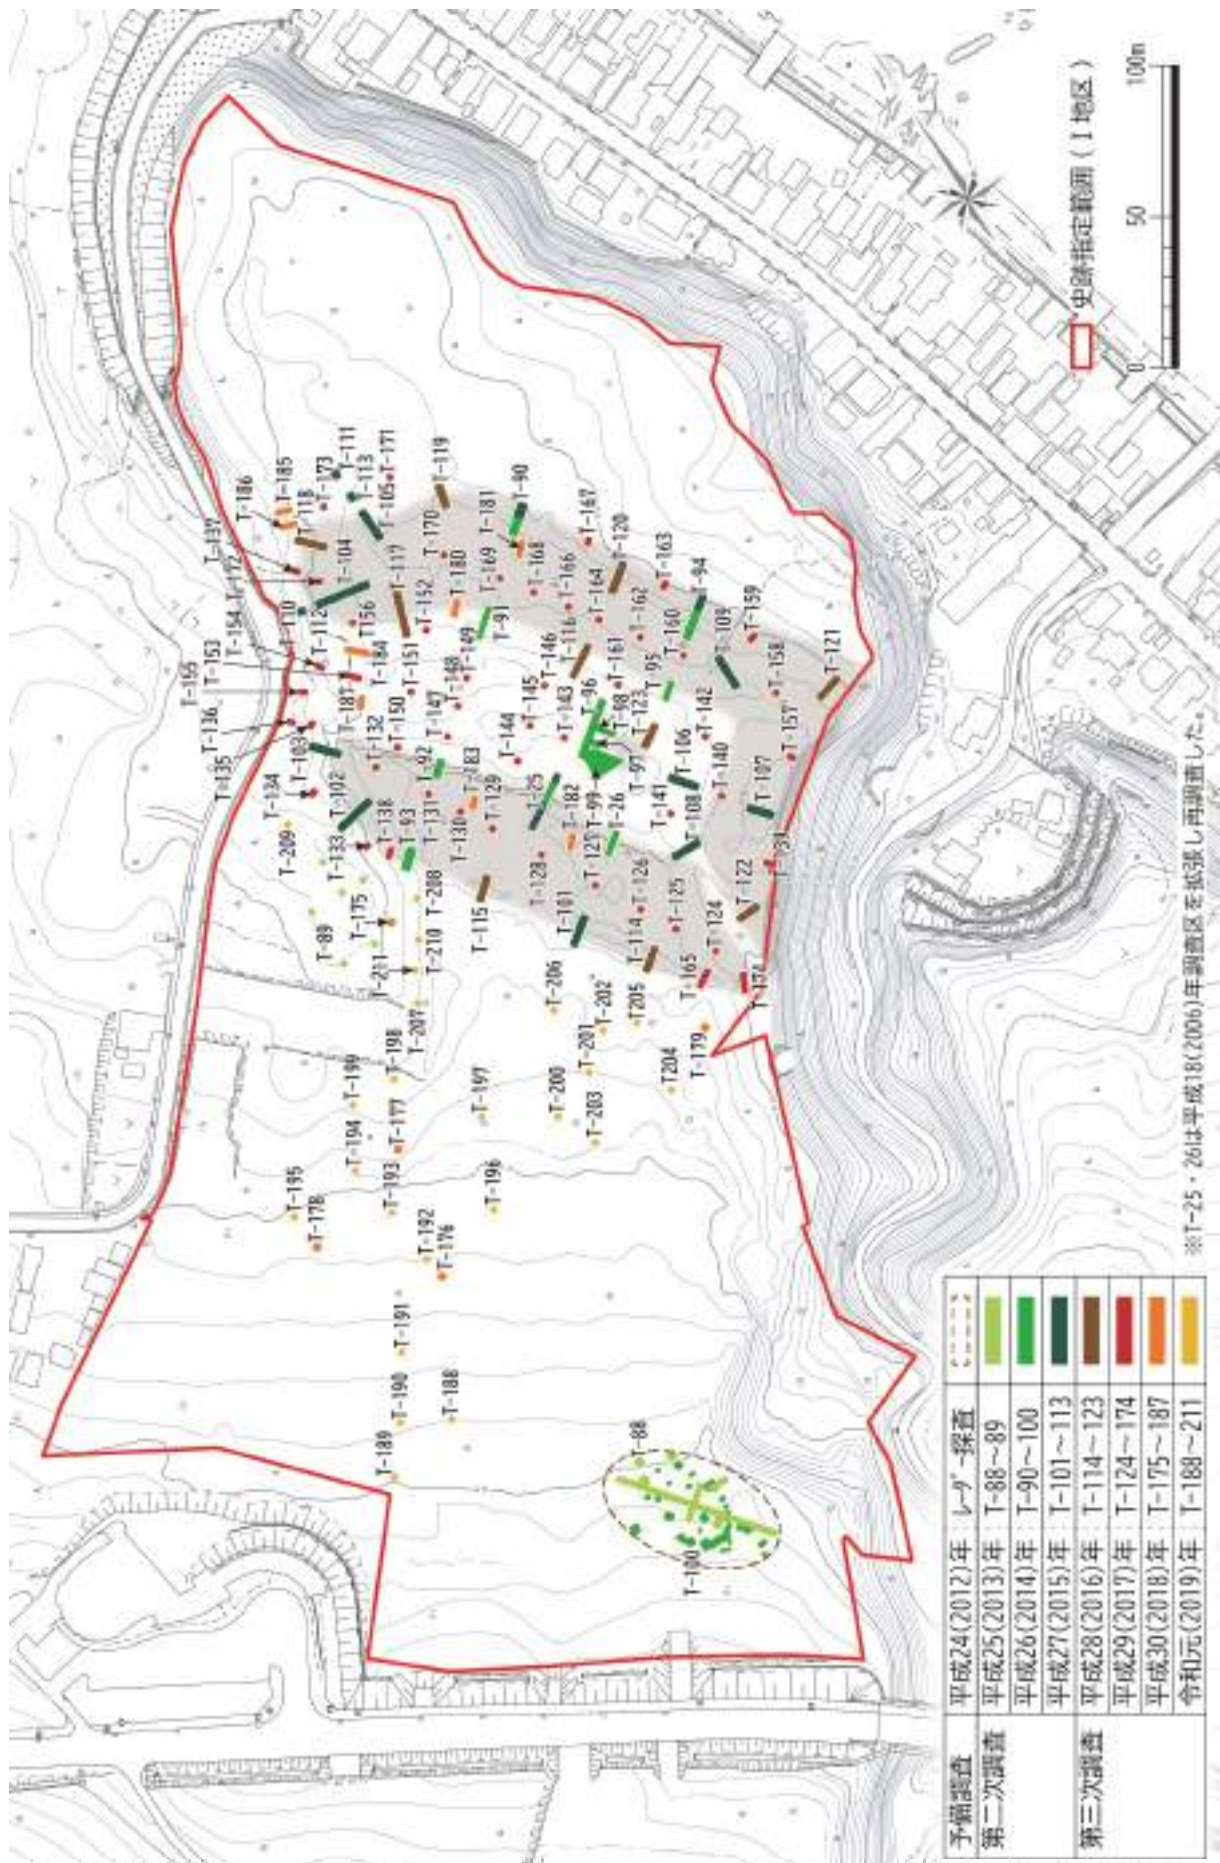 予備調査 平成24(2012)年 レーダー探査
第二次調査 平成25(2013)年 T-88～89
平成26(2014)年 T-90～100
平成27(2015)年 T-101～113
第三次調査 平成28(2016)年 T-114～123
平成29(2017)年 T-124～174
平成30(2018)年 T-175～187
令和元(2019)年 T-188～211
※T-25・26は平成18(2006)年調査区を拡張し再調査した。
史跡指定範囲(Ⅰ地区)
0
50
100m
T-189
T-190
T-191
T-188
T-88
T-100
T-195
T-178
T-192
T-176
T-196
T-194
T-193
T-199
T-177
T-198
T-197
T-200
T-203
T-201
T-202
T205
T204
T-179
T-206
T-207
T-210
T-208
T-211
T-175
T-89
T-209
T-133
T-134
T-135
T-136
T-155
T-153
T-154
T-172
T-137
T-186
T-185
T-118
T-173
T-111
T-113
T-105
T-171
T-104
T-110
T-112
T156
T-184
T-187
T-103
T-102
T-132
T-138
T-93
T-150
T-151
T-117
T-152
T-170
T-119
T-180
T-169
T-181
T-90
T-91
T-149
T-148
T-147
T-92
T-131
T-183
T-130
T-129
T-115
T-144
T-145
T-146
T-116
T-168
T-166
T-167
T-164
T-120
T-163
T-162
T-160
T-94
T-161
T-143
T-96
T-98
T-95
T-123
T-97
T-99
T-25
T-182
T-26
T-128
T-101
T-126
T-125
T-114
T-124
T-165
T-122
T-141
T-108
T-106
T-142
T-140
T-107
T-109
T-159
T-158
T-157
T-121